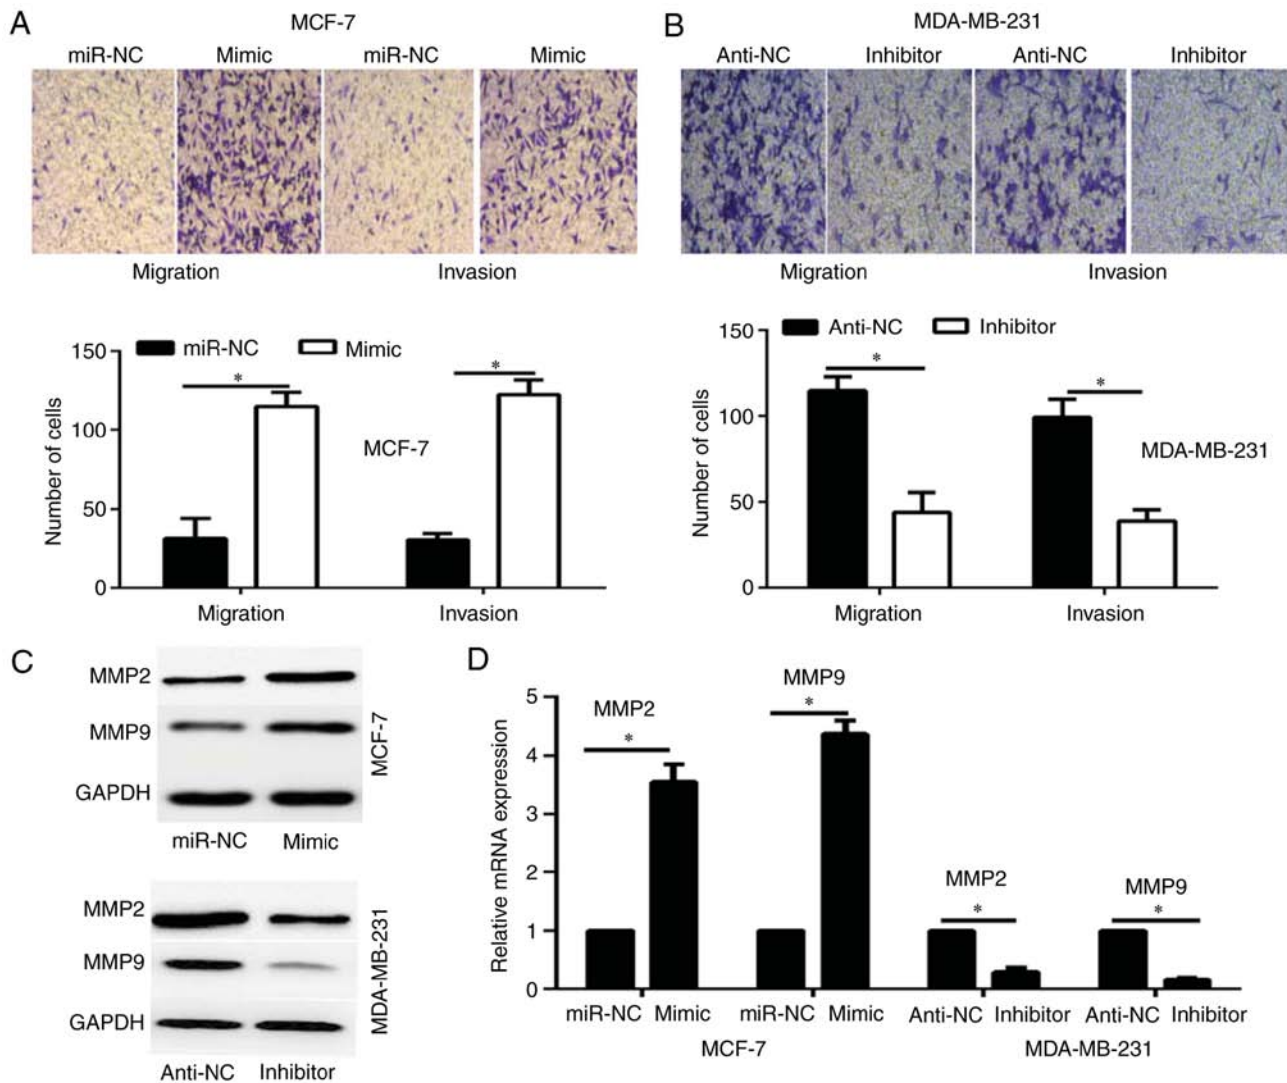 A
MCF-7
miR-NC Mimic miR-NC Mimic
Migration Invasion
miR-NC Mimic
150
100
50
0
Number of cells
* *
MCF-7
Migration Invasion
B
MDA-MB-231
Anti-NC Inhibitor Anti-NC Inhibitor
Migration Invasion
Anti-NC Inhibitor
150
100
50
0
Number of cells
* *
MDA-MB-231
Migration Invasion
C
MMP2
MMP9
GAPDH
MCF-7
miR-NC Mimic
MMP2
MMP9
GAPDH
MDA-MB-231
Anti-NC Inhibitor
D
5
4
3
2
1
0
Relative mRNA expression
MMP2
*
MMP9
*
MMP2
*
MMP9
*
miR-NC Mimic miR-NC Mimic Anti-NC Inhibitor Anti-NC Inhibitor
MCF-7 MDA-MB-231